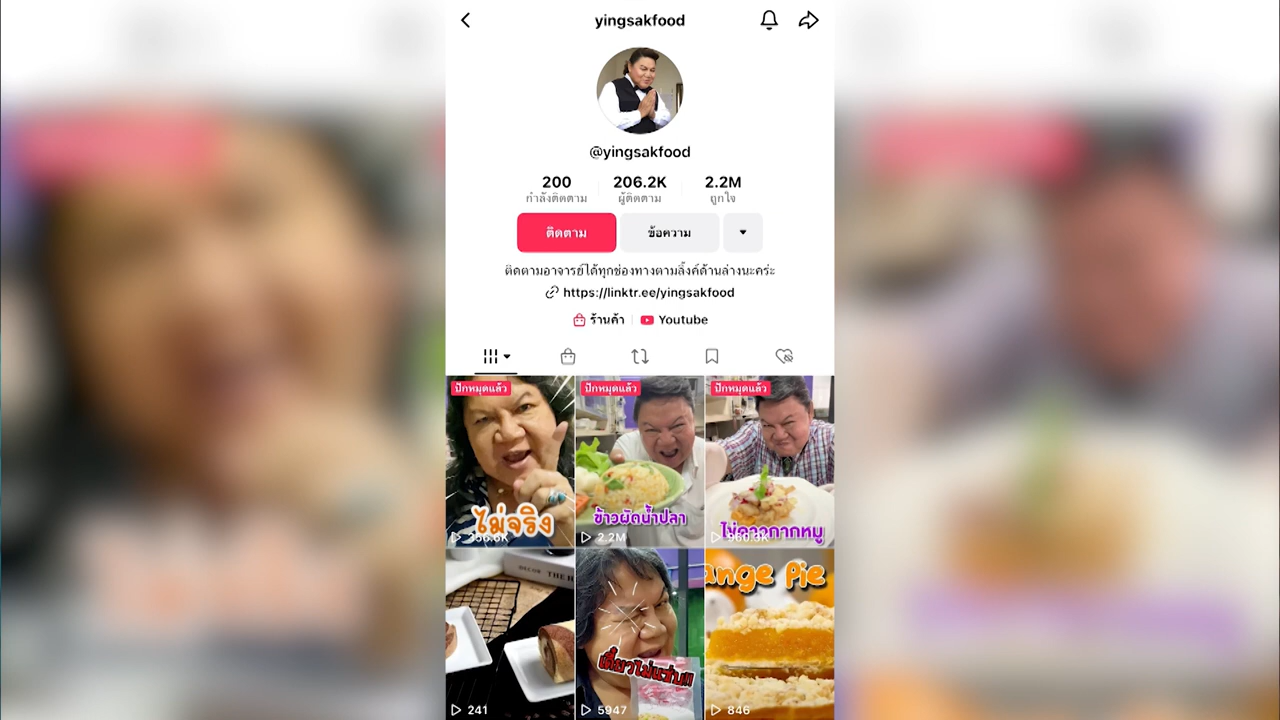 yingsakfood
@yingsakfood
200 206.2K 2.2M
กำลังติดตาม ผู้ติดตาม ถูกใจ
ติดตาม ข้อความ
ติดตามอาจารย์ได้ทุกช่องทางตามลิ้งค์ด้านล่างนะคร่ะ
https://linktr.ee/yingsakfood
ร้านค้า Youtube
ปักหมุดแล้ว ปักหมุดแล้ว ปักหมุดแล้ว
ไม่จริง ข้าวผัดน้ำปลา
2.2M
DECOR THE
ange Pie
241 5947 846